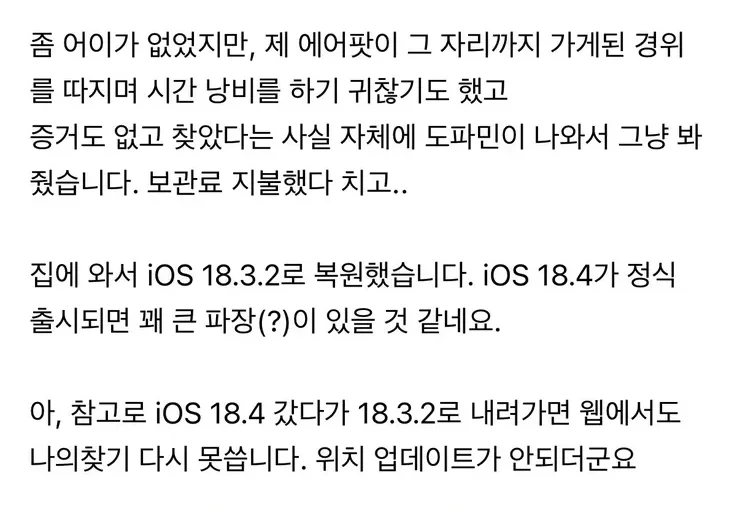 좀 어이가 없었지만, 제 에어팟이 그 자리까지 가게된 경위
를 따지며 시간 낭비를 하기 귀찮기도 했고
증거도 없고 찾았다는 사실 자체에 도파민이 나와서 그냥 봐
줬습니다. 보관료 지불했다 치고..
집에 와서 iOS 18.3.2로 복원했습니다. iOS 18.4가 정식
출시되면 꽤 큰 파장(?)이 있을 것 같네요.
아, 참고로 iOS 18.4 갔다가 18.3.2로 내려가면 웹에서도
나의찾기 다시 못씁니다. 위치 업데이트가 안되더군요